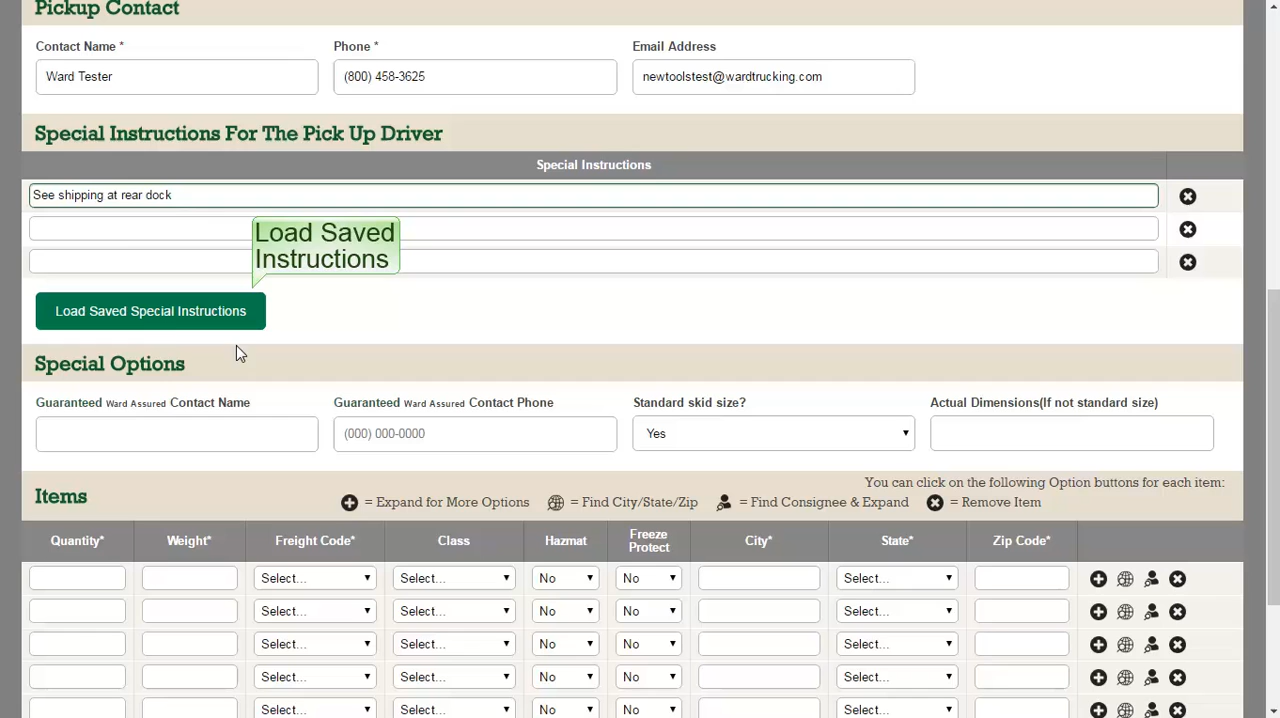 Pickup Contact
Contact Name * Phone * Email Address
Ward Tester (800) 458-3625 newtoolstest@wardtrucking.com
Special Instructions For The Pick Up Driver
Special Instructions
See shipping at rear dock
Load Saved
Instructions
Load Saved Special Instructions
Special Options
Guaranteed Ward Assured Contact Name Guaranteed Ward Assured Contact Phone Standard skid size? Actual Dimensions(If not standard size)
(000) 000-0000 Yes
You can click on the following Option buttons for each item:
Items = Expand for More Options = Find City/State/Zip = Find Consignee & Expand = Remove Item
Quantity* Weight* Freight Code* Class Hazmat Freeze Protect City* State* Zip Code*
Select... Select... No No Select...
Select... Select... No No Select...
Select... Select... No No Select...
Select... Select... No No Select...
Select... Select... No No Select...